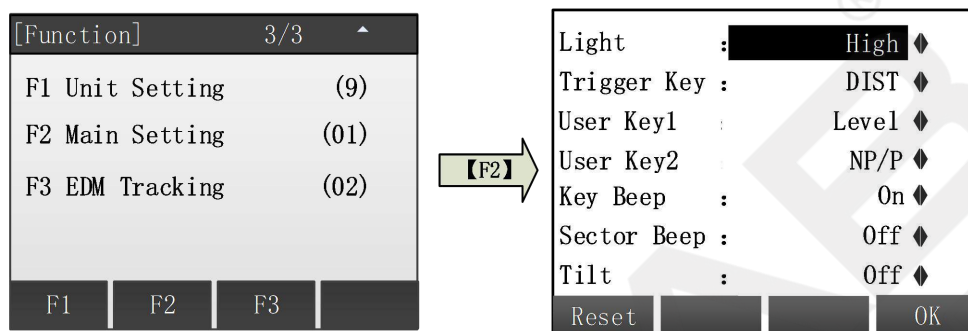 [Function] 3/3
F1 Unit Setting (9)
F2 Main Setting (01)
F3 EDM Tracking (02)
F1 F2 F3
【F2】
Light : High
Trigger Key : DIST
User Key1 : Level
User Key2 : NP/P
Key Beep : On
Sector Beep : Off
Tilt : Off
Reset OK